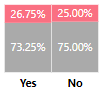 26.75% 25.00%
73.25% 75.00%
Yes No